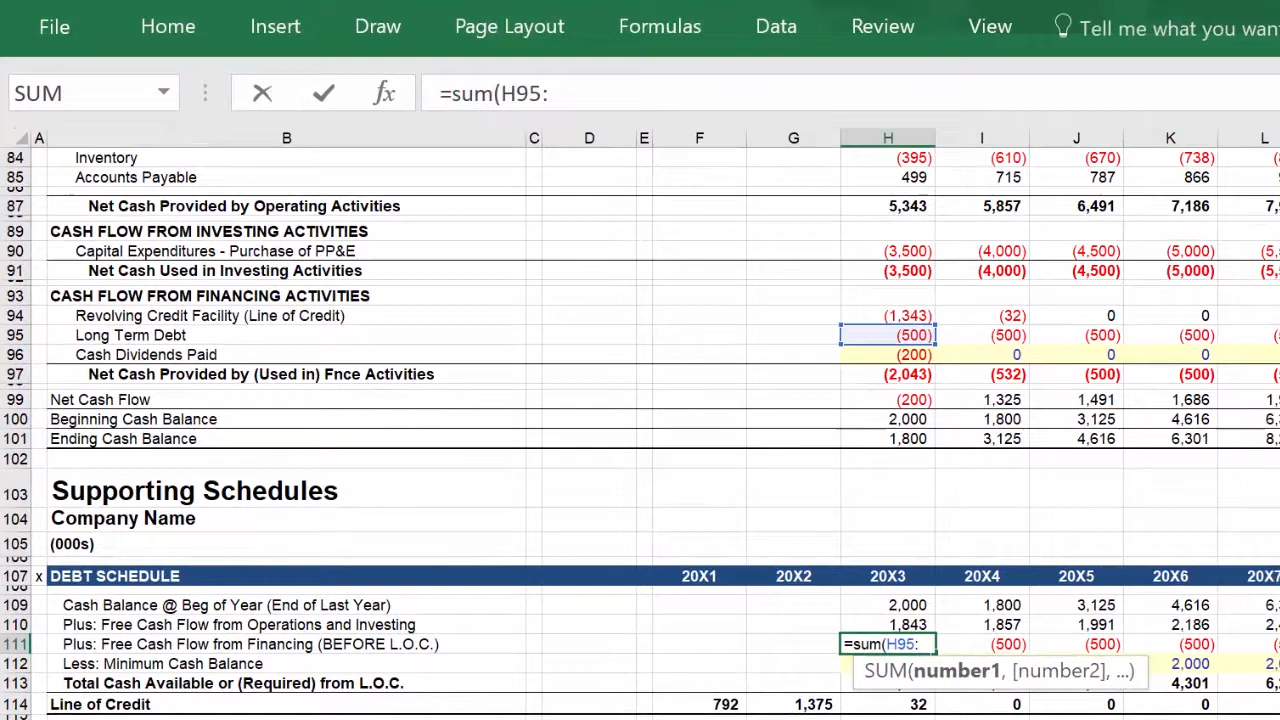 File Home Insert Draw Page Layout Formulas Data Review View Tell me what you wan
SUM fx =sum(H95:
A B C D E F G H I J K L
84 Inventory (395) (610) (670) (738)
85 Accounts Payable 499 715 787 866
87 Net Cash Provided by Operating Activities 5,343 5,857 6,491 7,186 7,
89 CASH FLOW FROM INVESTING ACTIVITIES
90 Capital Expenditures - Purchase of PP&E (3,500) (4,000) (4,500) (5,000) (5,
91 Net Cash Used in Investing Activities (3,500) (4,000) (4,500) (5,000) (5,
93 CASH FLOW FROM FINANCING ACTIVITIES
94 Revolving Credit Facility (Line of Credit) (1,343) (32) 0 0
95 Long Term Debt (500) (500) (500) (500)
96 Cash Dividends Paid (200) 0 0 0
97 Net Cash Provided by (Used in) Fnce Activities (2,043) (532) (500) (500)
99 Net Cash Flow (200) 1,325 1,491 1,686 1,
100 Beginning Cash Balance 2,000 1,800 3,125 4,616 6,
101 Ending Cash Balance 1,800 3,125 4,616 6,301 8,
102
103 Supporting Schedules
104 Company Name
105 (000s)
107 x DEBT SCHEDULE 20X1 20X2 20X3 20X4 20X5 20X6 20X7
109 Cash Balance @ Beg of Year (End of Last Year) 2,000 1,800 3,125 4,616 6,
110 Plus: Free Cash Flow from Operations and Investing 1,843 1,857 1,991 2,186 2,
111 Plus: Free Cash Flow from Financing (BEFORE L.O.C.) =sum(H95: (500) (500) (500)
112 Less: Minimum Cash Balance 2,000 2,
SUM(number1, [number2], ...)
113 Total Cash Available or (Required) from L.O.C. 4,301 5,
114 Line of Credit 792 1,375 32 0 0 0